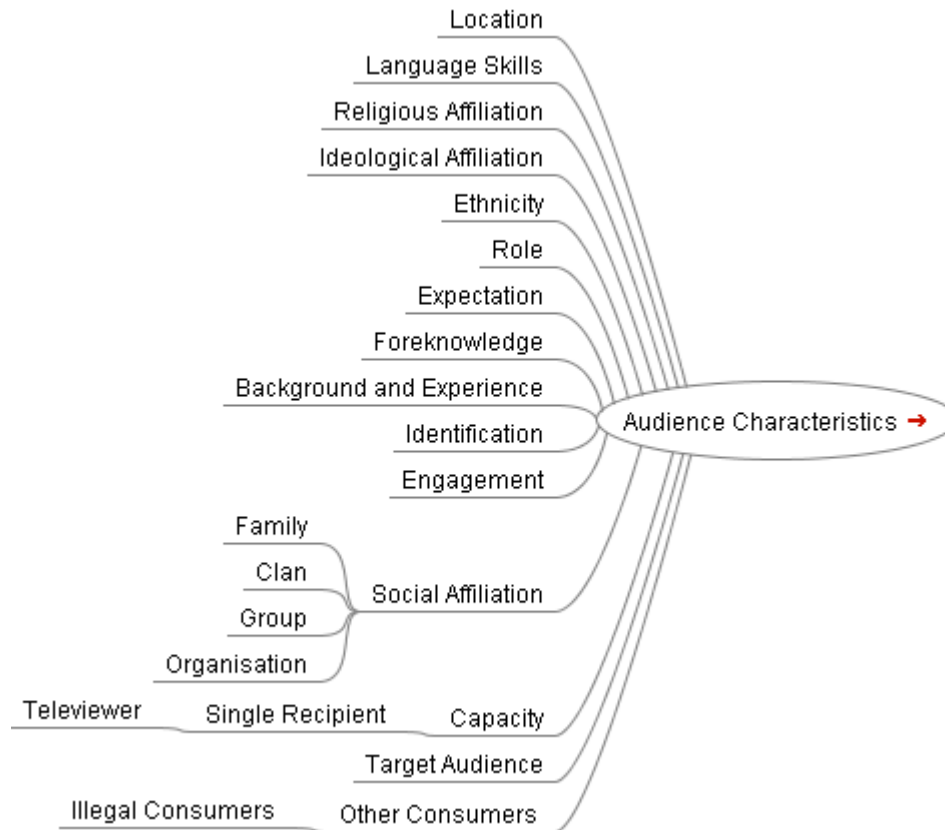 Location
Language Skills
Religious Affiliation
Ideological Affiliation
Ethnicity
Role
Expectation
Foreknowledge
Background and Experience
Audience Characteristics
Identification
Engagement
Family
Clan
Social Affiliation
Group
Organisation
Televiewer
Single Recipient
Capacity
Target Audience
Illegal Consumers
Other Consumers